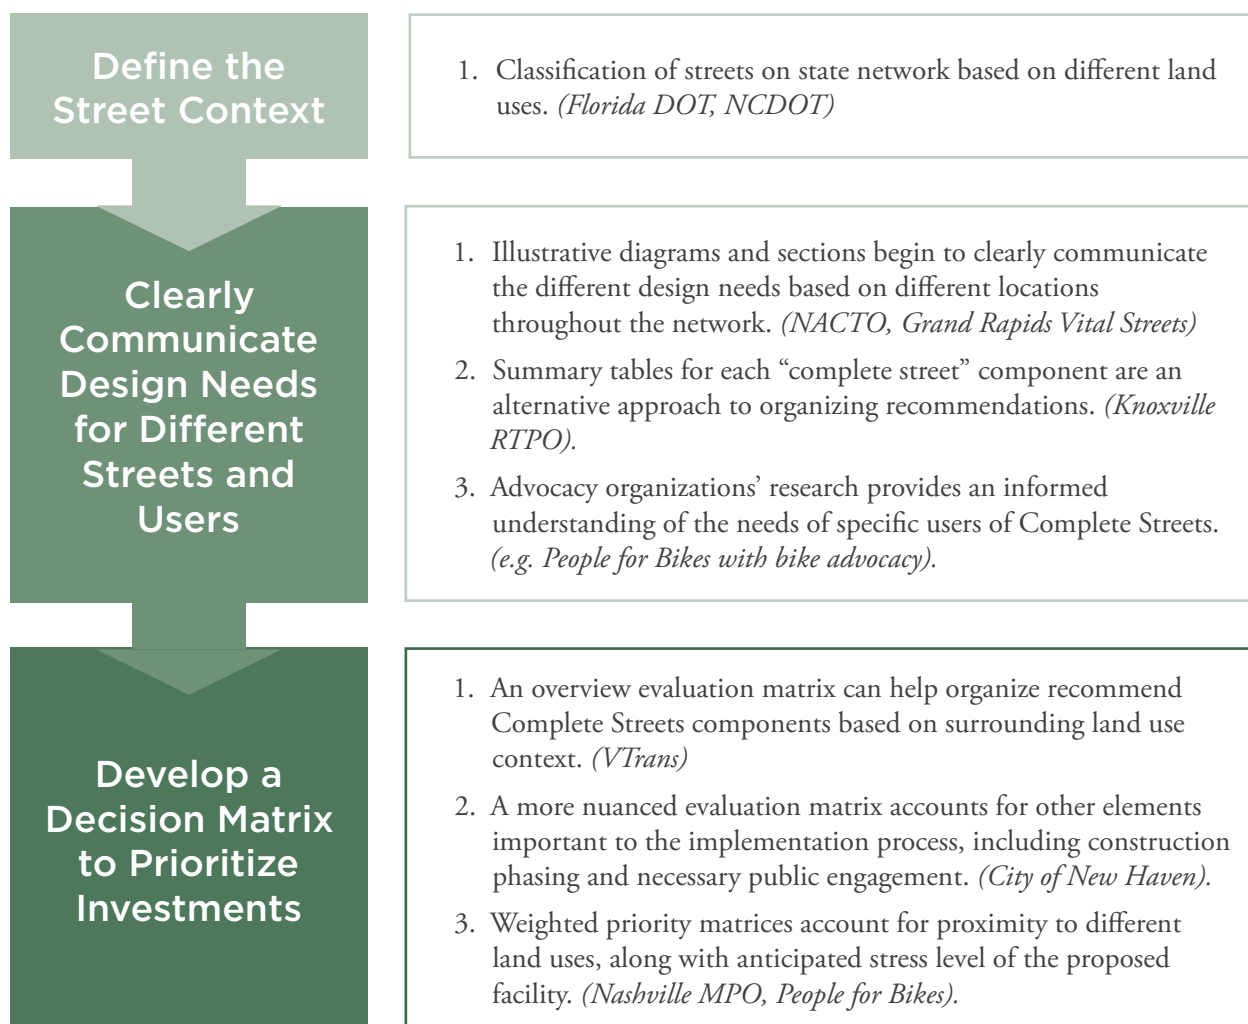 Define the
Street Context
1. Classification of streets on state network based on different land
uses. (Florida DOT, NCDOT)
Clearly
Communicate
Design Needs
for Different
Streets and
Users
1. Illustrative diagrams and sections begin to clearly communicate
the different design needs based on different locations
throughout the network. (NACTO, Grand Rapids Vital Streets)
2. Summary tables for each “complete street” component are an
alternative approach to organizing recommendations. (Knoxville
RTPO).
3. Advocacy organizations’ research provides an informed
understanding of the needs of specific users of Complete Streets.
(e.g. People for Bikes with bike advocacy).
Develop a
Decision Matrix
to Prioritize
Investments
1. An overview evaluation matrix can help organize recommend
Complete Streets components based on surrounding land use
context. (VTrans)
2. A more nuanced evaluation matrix accounts for other elements
important to the implementation process, including construction
phasing and necessary public engagement. (City of New Haven).
3. Weighted priority matrices account for proximity to different
land uses, along with anticipated stress level of the proposed
facility. (Nashville MPO, People for Bikes).